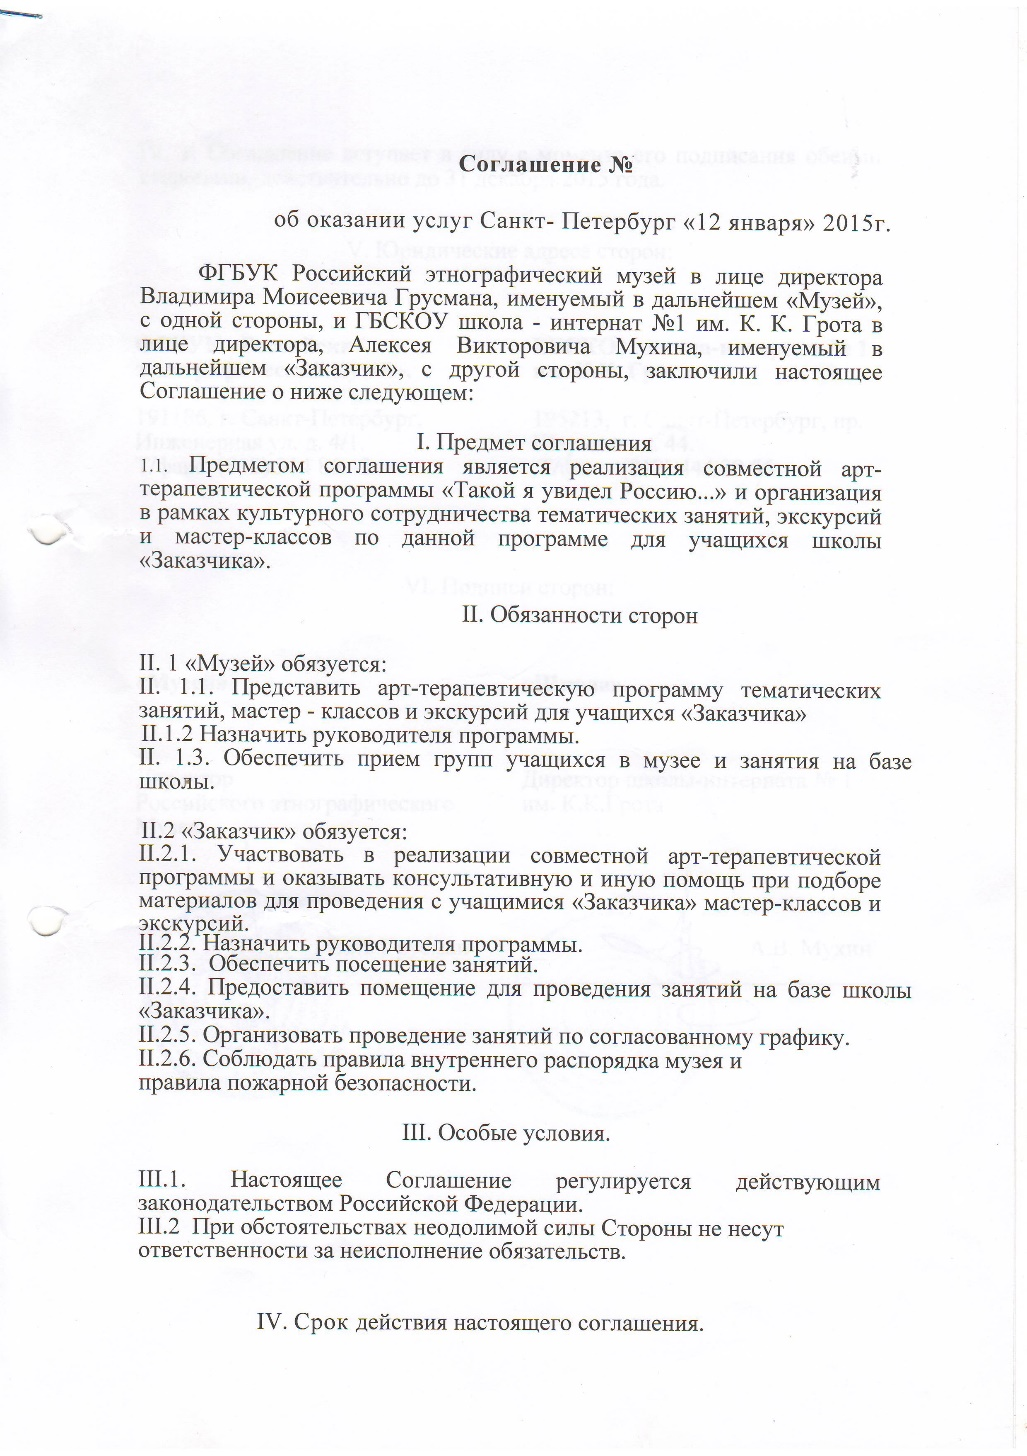 Соглашение №
об оказании услуг Санкт- Петербург «12 января» 2015г.
ФГБУК Российский этнографический музей в лице директора
Владимира Моисеевича Грусмана, именуемый в дальнейшем «Музей»,
с одной стороны, и ГБСКОУ школа - интернат №1 им. К. К. Грота в
лице директора, Алексея Викторовича Мухина, именуемый в
дальнейшем «Заказчик», с другой стороны, заключили настоящее
Соглашение о ниже следующем:
I. Предмет соглашения
1.1. Предметом соглашения является реализация совместной арт-
терапевтической программы «Такой я увидел Россию...» и организация
в рамках культурного сотрудничества тематических занятий, экскурсий
и мастер-классов по данной программе для учащихся школы
«Заказчика».
II. Обязанности сторон
II. 1 «Музей» обязуется:
II. 1.1. Представить арт-терапевтическую программу тематических
занятий, мастер - классов и экскурсий для учащихся «Заказчика»
II.1.2 Назначить руководителя программы.
II. 1.3. Обеспечить прием групп учащихся в музее и занятия на базе
школы.
II.2 «Заказчик» обязуется:
II.2.1. Участвовать в реализации совместной арт-терапевтической
программы и оказывать консультативную и иную помощь при подборе
материалов для проведения с учащимися «Заказчика» мастер-классов и
экскурсий.
II.2.2. Назначить руководителя программы.
II.2.3. Обеспечить посещение занятий.
II.2.4. Предоставить помещение для проведения занятий на базе школы
«Заказчика».
II.2.5. Организовать проведение занятий по согласованному графику.
II.2.6. Соблюдать правила внутреннего распорядка музея и
правила пожарной безопасности.
III. Особые условия.
III.1. Настоящее Соглашение регулируется действующим
законодательством Российской Федерации.
III.2 При обстоятельствах неодолимой силы Стороны не несут
ответственности за неисполнение обязательств.
IV. Срок действия настоящего соглашения.